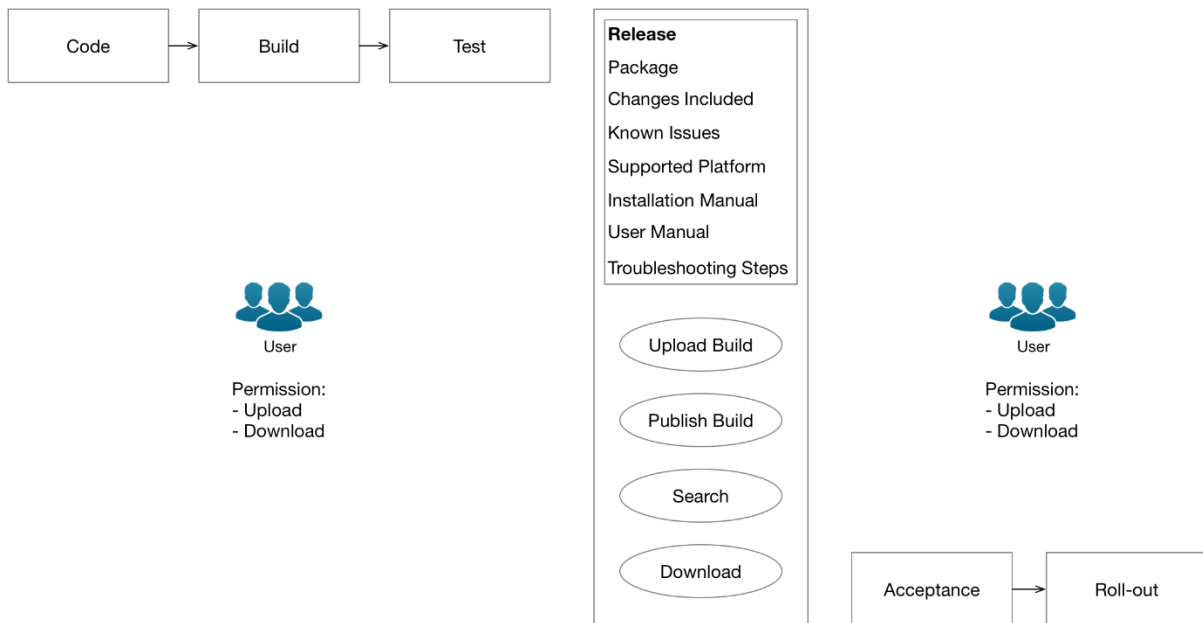 Code
Build
Test
Release
Package
Changes Included
Known Issues
Supported Platform
Installation Manual
User Manual
Troubleshooting Steps
User
Permission:
- Upload
- Download
Upload Build
Publish Build
Search
Download
User
Permission:
- Upload
- Download
Acceptance
Roll-out